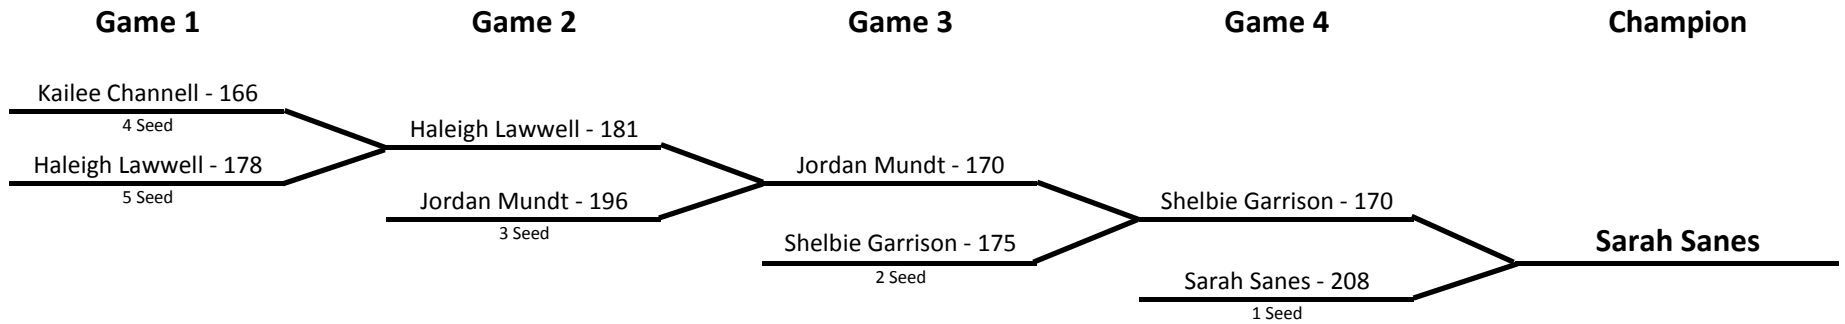 Game 1
Game 2
Game 3
Game 4
Champion
Kailee Channell - 166
4 Seed
Haleigh Lawwell - 178
5 Seed
Haleigh Lawwell - 181
Jordan Mundt - 196
3 Seed
Jordan Mundt - 170
Shelbie Garrison - 175
2 Seed
Shelbie Garrison - 170
Sarah Sanes - 208
1 Seed
Sarah Sanes